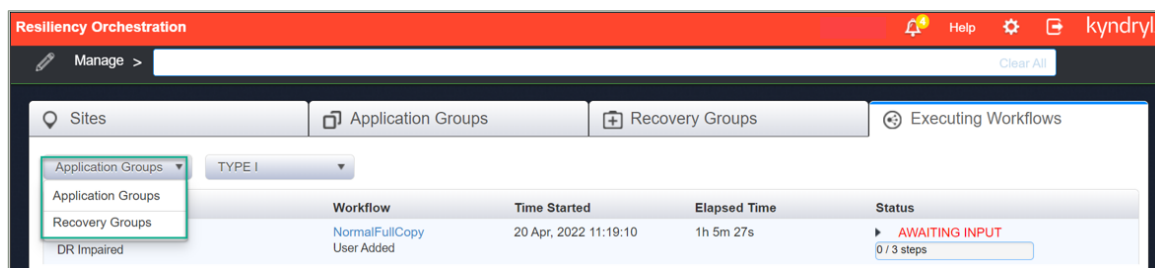 Resiliency Orchestration
4
Help
kyndryl
Manage >
Clear All
Sites
Application Groups
Recovery Groups
Executing Workflows
Application Groups
TYPE I
Application Groups
Recovery Groups
Workflow
Time Started
Elapsed Time
Status
NormalFullCopy
20 Apr, 2022 11:19:10
1h 5m 27s
AWAITING INPUT
DR Impaired
User Added
0 / 3 steps